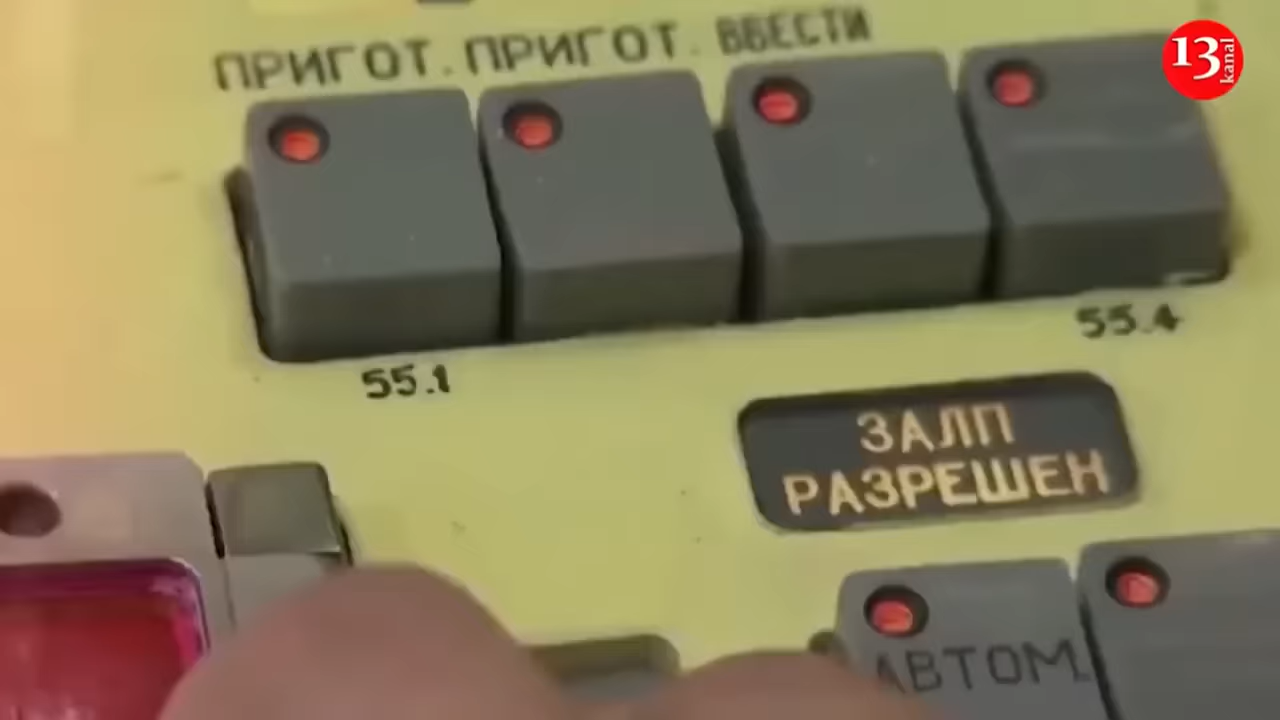 ПРИГОТ. ПРИГОТ. ВВЕСТИ
13
kanal
55.1
55.4
ЗАЛП
РАЗРЕШЕН
АВТОМ.